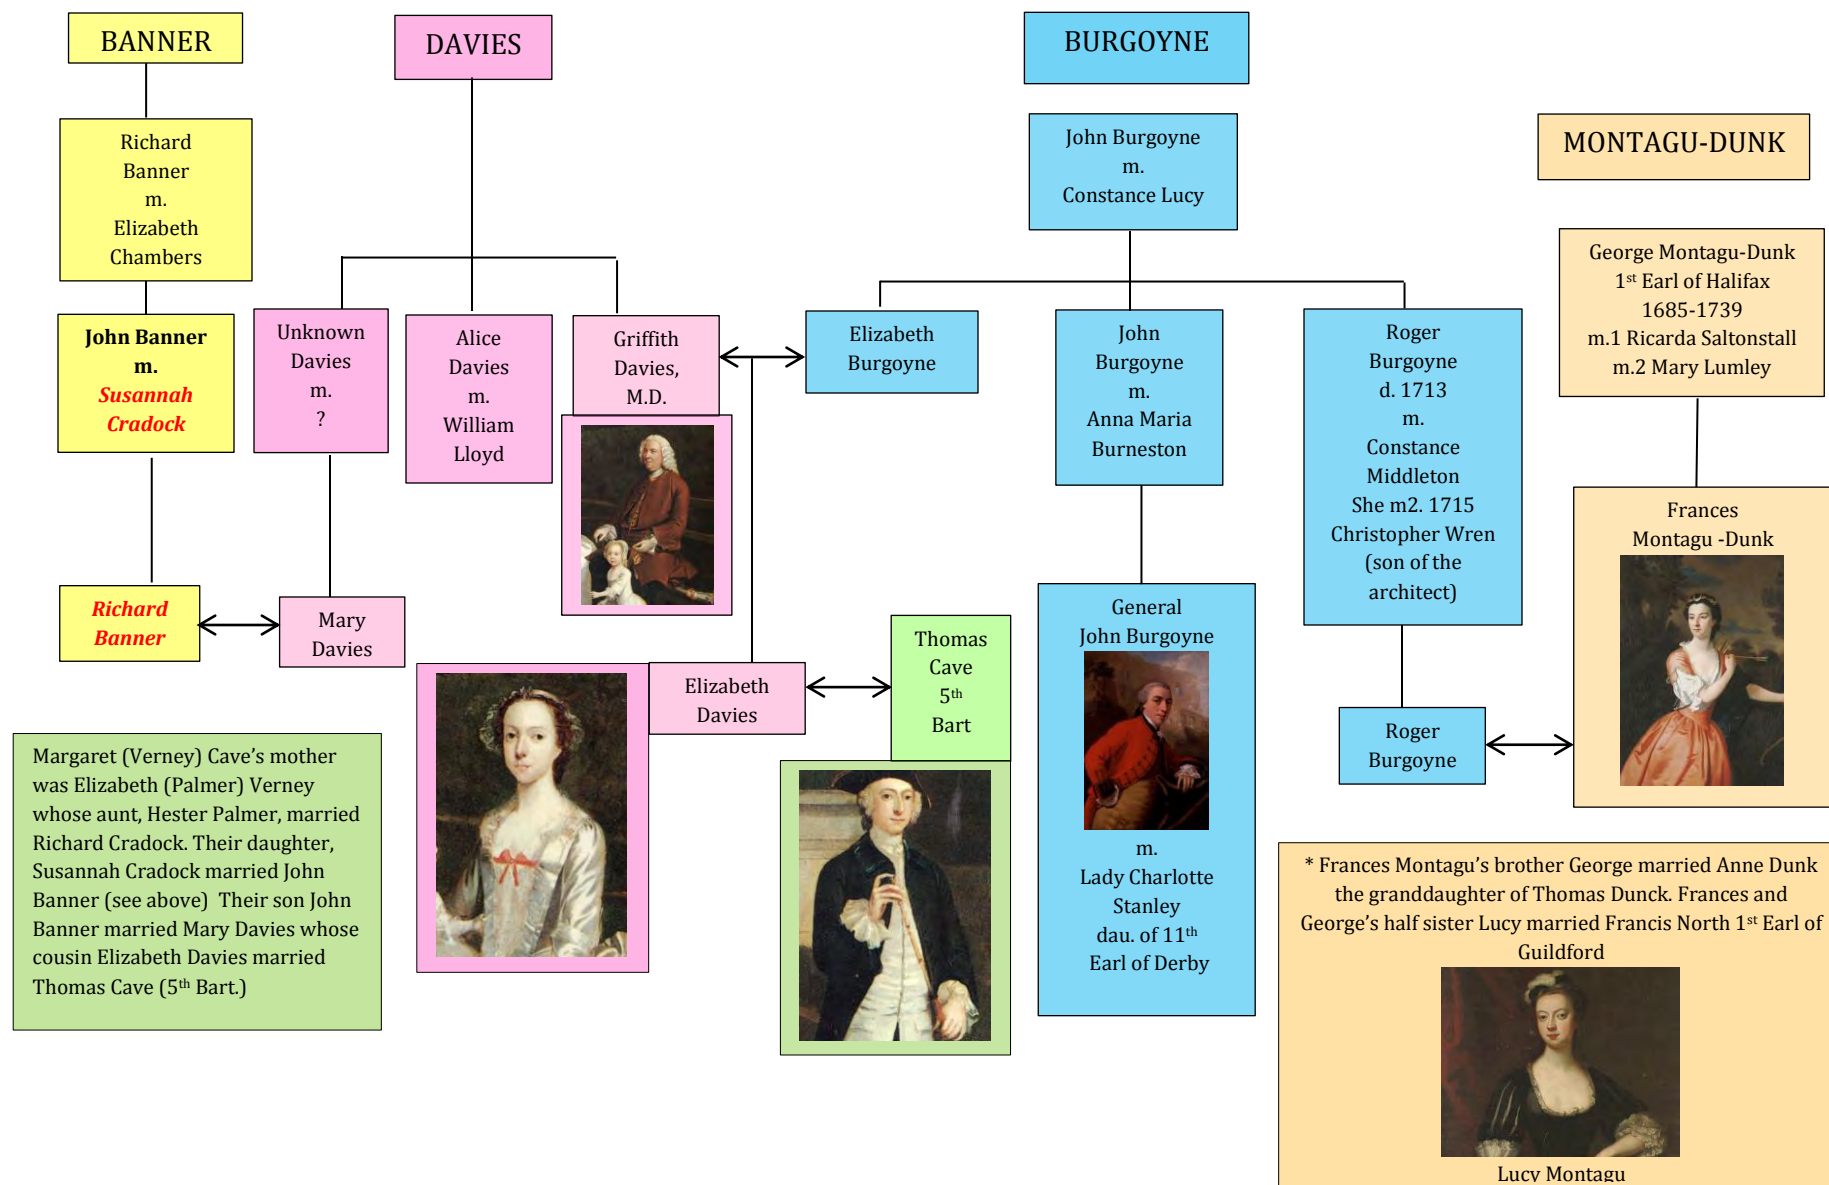 BANNER
DAVIES
BURGOYNE
MONTAGU-DUNK
Richard
Banner
m.
Elizabeth
Chambers
John Burgoyne
m.
Constance Lucy
George Montagu-Dunk
1st Earl of Halifax
1685-1739
m.1 Ricarda Saltonstall
m.2 Mary Lumley
John Banner
m.
Susannah
Cradock
Unknown
Davies
m.
?
Alice
Davies
m.
William
Lloyd
Griffith
Davies,
M.D.
Elizabeth
Burgoyne
John
Burgoyne
m.
Anna Maria
Burneston
Roger
Burgoyne
d. 1713
m.
Constance
Middleton
She m2. 1715
Christopher Wren
(son of the
architect)
Frances
Montagu -Dunk
Richard
Banner
Mary
Davies
Elizabeth
Davies
Thomas
Cave
5th
Bart
General
John Burgoyne
m.
Lady Charlotte
Stanley
dau. of 11th
Earl of Derby
Roger
Burgoyne
Margaret (Verney) Cave’s mother
was Elizabeth (Palmer) Verney
whose aunt, Hester Palmer, married
Richard Cradock. Their daughter,
Susannah Cradock married John
Banner (see above)  Their son John
Banner married Mary Davies whose
cousin Elizabeth Davies married
Thomas Cave (5th Bart.)
* Frances Montagu’s brother George married Anne Dunk
the granddaughter of Thomas Dunck. Frances and
George’s half sister Lucy married Francis North 1st Earl of
Guildford
Lucy Montagu